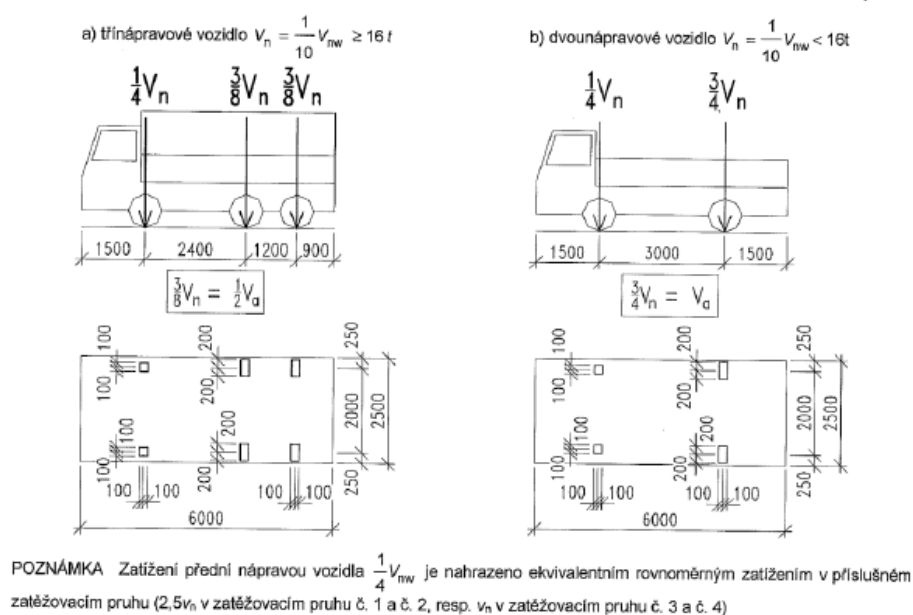 a) třínápravové vozidlo V_n = 1/10 V_nw ≥ 16 t
b) dvounápravové vozidlo V_n = 1/10 V_nw < 16t
1/4 V_n 3/8 V_n 3/8 V_n
1/4 V_n 3/4 V_n
1500 2400 1200 900
1500 3000 1500
3/8 V_n = 1/2 V_a
3/4 V_n = V_a
100 200 250
100 200
100 200 2000 2500
100 200 250
100 100 100 100
6000
100 200 250
100 200
100 200 2000 2500
100 200 250
100 100 100 100
6000
POZNÁMKA Zatížení přední nápravou vozidla 1/4 V_nw je nahrazeno ekvivalentním rovnoměrným zatížením v příslušném
zatěžovacím pruhu (2,5v_n v zatěžovacím pruhu č. 1 a č. 2, resp. v_n v zatěžovacím pruhu č. 3 a č. 4)